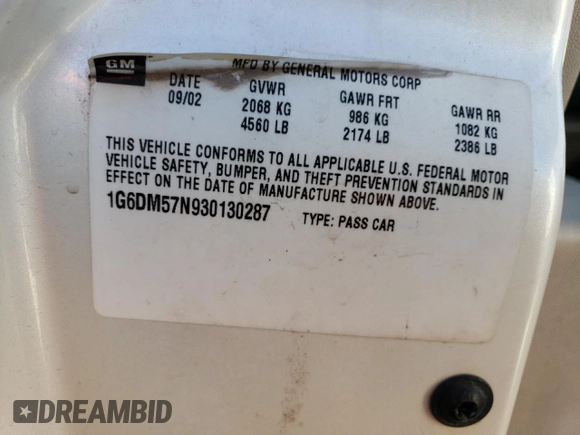 GM
MFD BY GENERAL MOTORS CORP
DATE GVWR GAWR FRT GAWR RR
09/02 2068 KG 986 KG 1082 KG
4560 LB 2174 LB 2386 LB
THIS VEHICLE CONFORMS TO ALL APPLICABLE U.S. FEDERAL MOTOR
VEHICLE SAFETY, BUMPER, AND THEFT PREVENTION STANDARDS IN
EFFECT ON THE DATE OF MANUFACTURE SHOWN ABOVE.
1G6DM57N930130287 TYPE: PASS CAR
DREAMBID